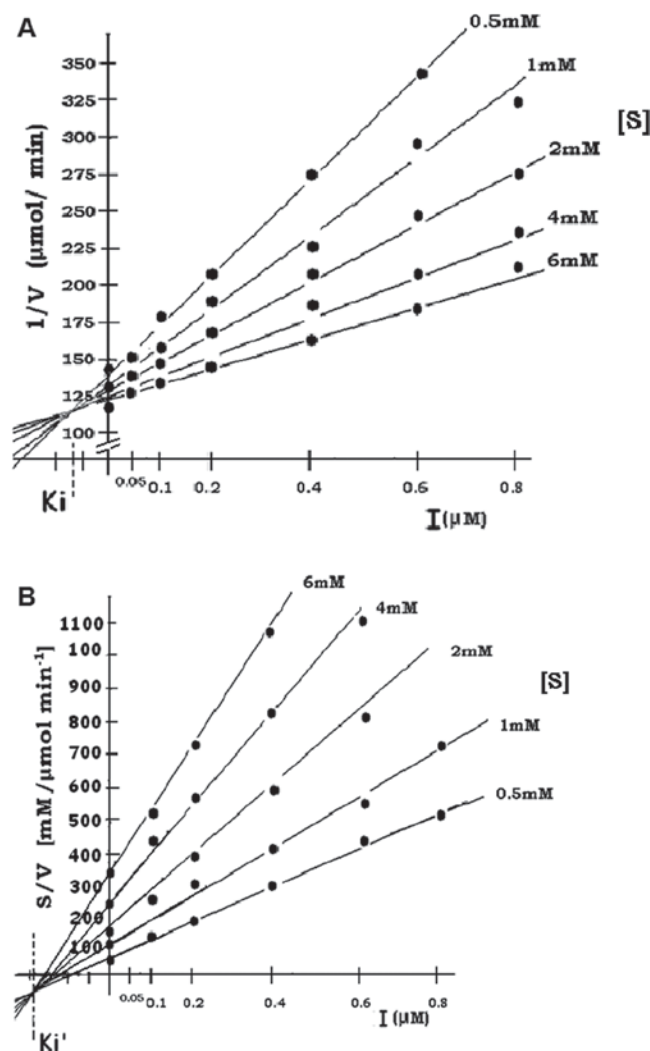 A
0.5mM
350
1mM
325
[S]
300
2mM
275
250
4mM
225
6mM
200
175
150
125
100
1/V (µmol/ min)
Ki
0.05
0.1
0.2
0.4
0.6
0.8
I(µM)
B
6mM
4mM
1100
100
2mM
[S]
900
800
1mM
700
600
0.5mM
500
400
300
200
100
S/V [mM/µmol min⁻¹]
0.05
0.1
0.2
0.4
0.6
0.8
I(µM)
Ki'